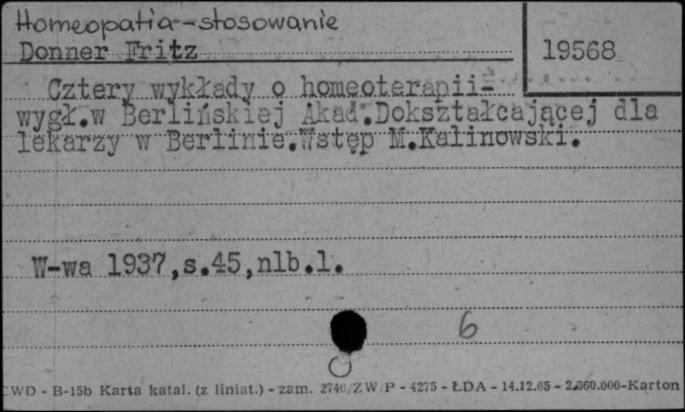 Homeopatia-stosowanie
Donner Fritz
19568
Cztery wykłady o homeoterapii-
wygł.w Berlińskiej Akad.Dokształcającej dla
lekarzy w Berlinie.Wstęp M.Kalinowski.
W-wa 1937,s.45,nlb.1.
6
CWD - B-15b Karta katal. (z liniat.) - zam. 2740/ZW/P - 4275 - ŁDA - 14.12.65 - 2.860.000-Karton